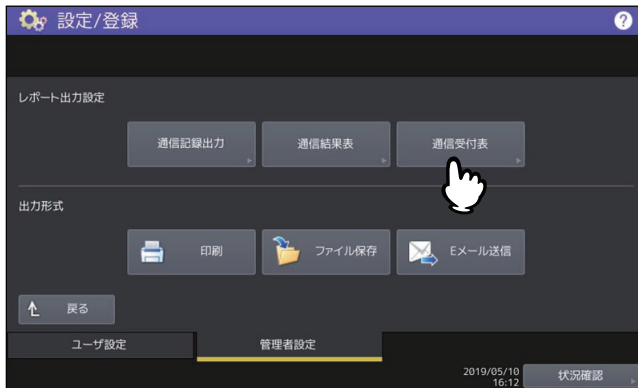 設定/登録
?
レポート出力設定
通信記録出力
通信結果表
通信受付表
出力形式
印刷
ファイル保存
Eメール送信
戻る
ユーザ設定
管理者設定
2019/05/10
16:12
状況確認